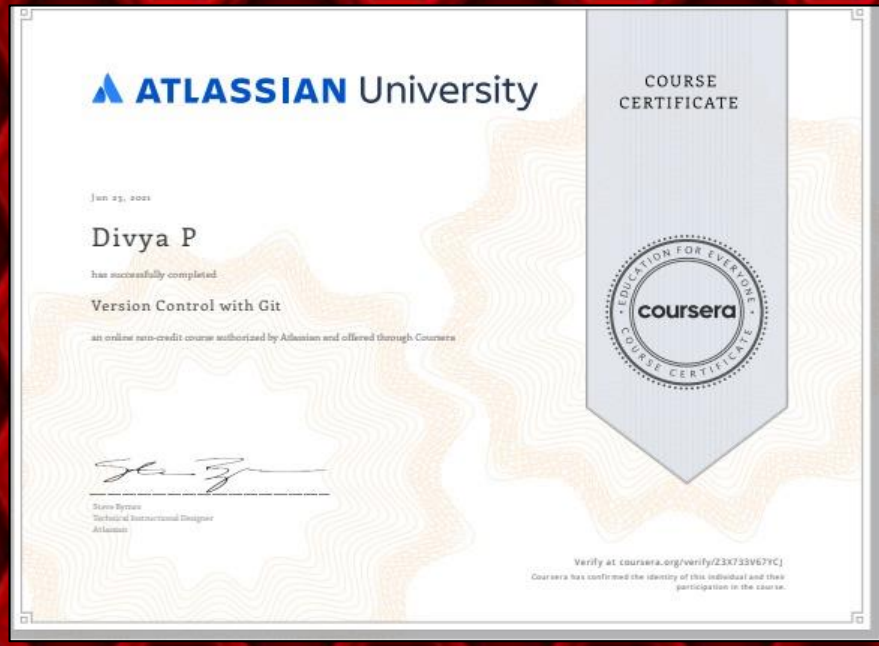 ATLASSIAN University
COURSE
CERTIFICATE
Jun 23, 2021
Divya P
has successfully completed
Version Control with Git
an online non-credit course authorized by Atlassian and offered through Coursera
EDUCATION FOR EVERYONE
coursera
COURSE CERTIFICATE
Steve Byrnes
Technical Instructional Designer
Atlassian
Verify at coursera.org/verify/Z3X733V67YCJ
Coursera has confirmed the identity of this individual and their
participation in the course.